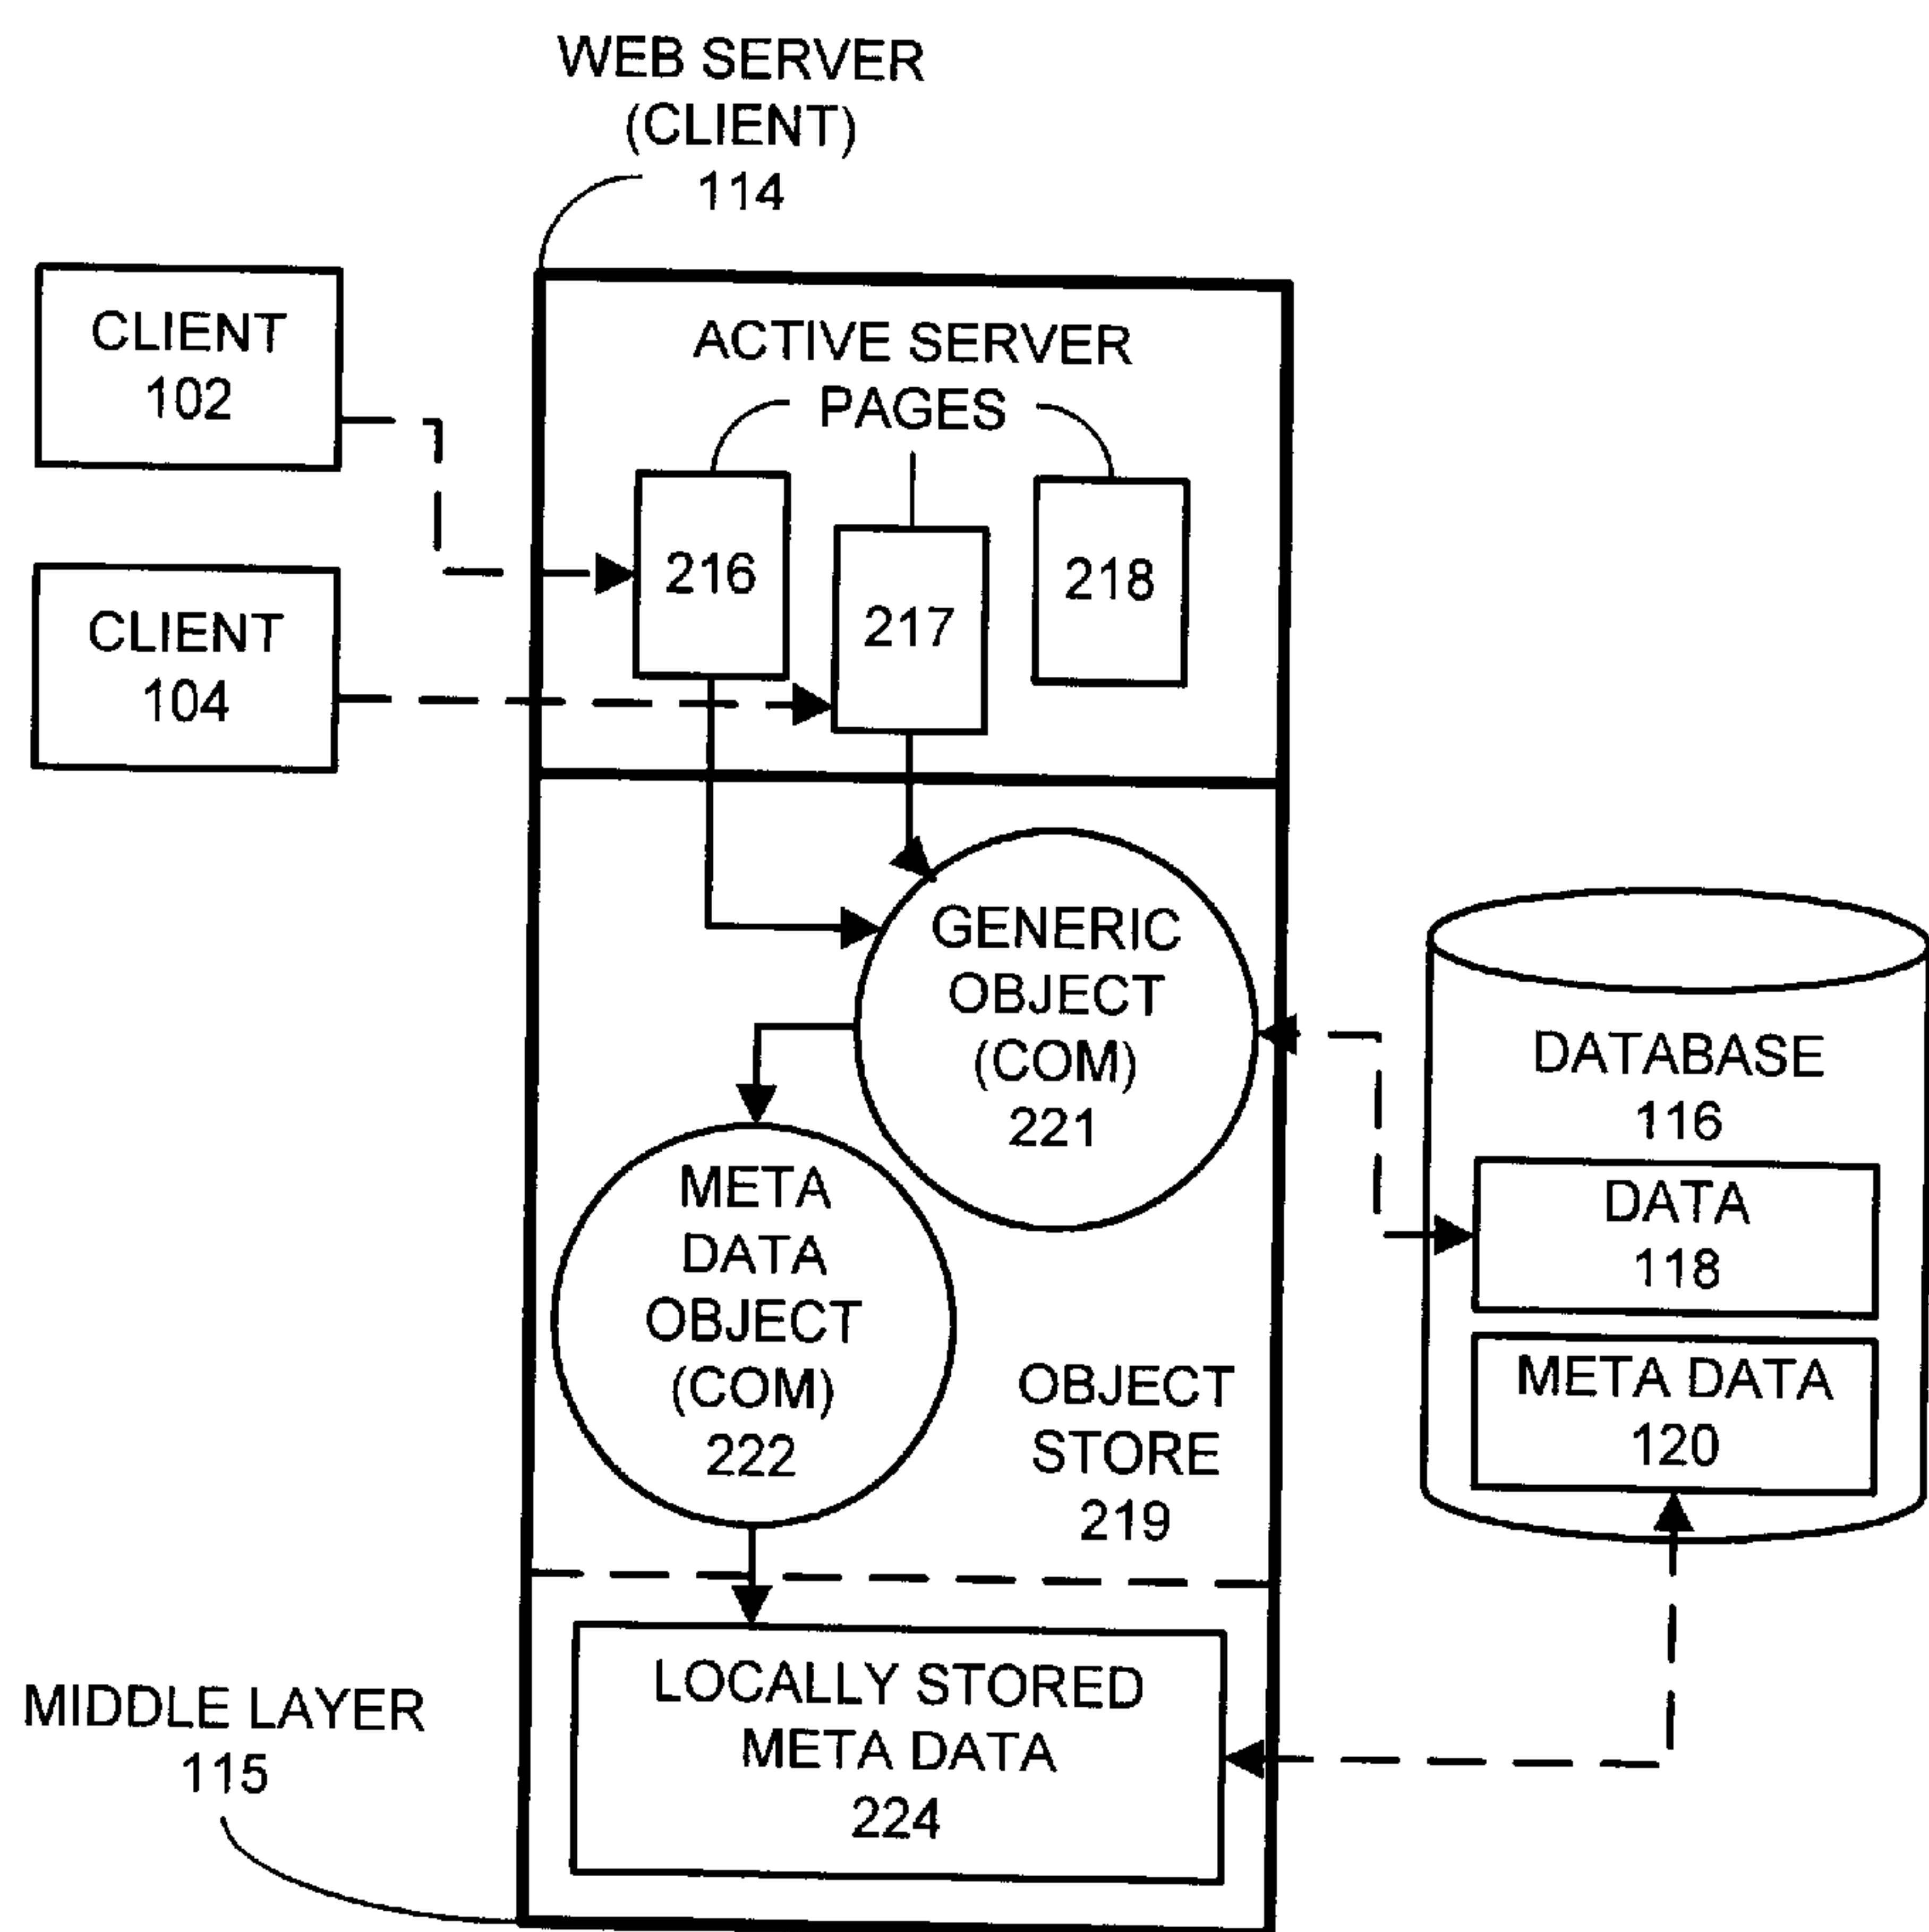 WEB SERVER
(CLIENT)
114
CLIENT
102
CLIENT
104
ACTIVE SERVER
PAGES
216
217
218
GENERIC
OBJECT
(COM)
221
META
DATA
OBJECT
(COM)
222
OBJECT
STORE
219
DATABASE
116
DATA
118
META DATA
120
LOCALLY STORED
META DATA
224
MIDDLE LAYER
115